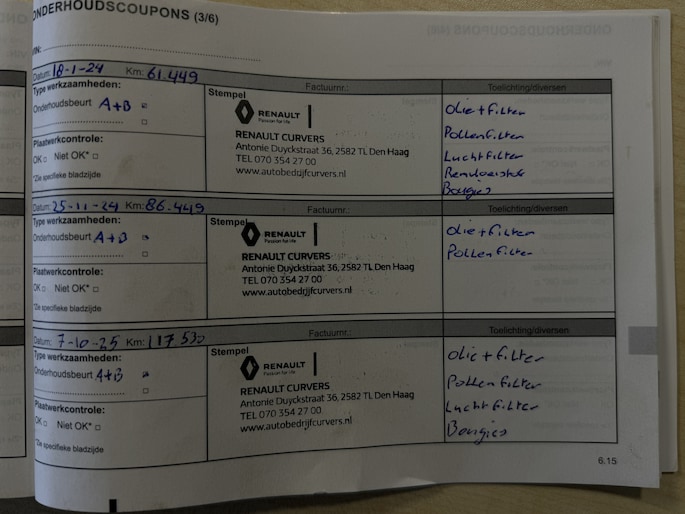 ONDERHOUDSCOUPONS (3/6)
VIN:
Datum: 18-1-24 Km: 61.449
Type werkzaamheden:
Onderhoudsbeurt A+B
Plaatwerkcontrole:
OK □ Niet OK* □
*Zie specifieke bladzijde
Factuurnr.:
Stempel
RENAULT
Passion for life
RENAULT CURVERS
Antonie Duyckstraat 36, 2582 TL Den Haag
TEL 070 354 27 00
www.autobedrijfcurvers.nl
Toelichting/diversen
Olie + filter
Pollenfilter
Luchtfilter
Remvloeistof
Bougies
Datum: 25-11-24 Km: 86.449
Type werkzaamheden:
Onderhoudsbeurt A+B
Plaatwerkcontrole:
OK □ Niet OK* □
*Zie specifieke bladzijde
Factuurnr.:
Stempel
RENAULT
Passion for life
RENAULT CURVERS
Antonie Duyckstraat 36, 2582 TL Den Haag
TEL 070 354 27 00
www.autobedrijfcurvers.nl
Toelichting/diversen
Olie + filter
Pollenfilter
Datum: 7-10-25 Km: 117 530
Type werkzaamheden:
Onderhoudsbeurt A+B
Plaatwerkcontrole:
OK □ Niet OK* □
*Zie specifieke bladzijde
Factuurnr.:
Stempel
RENAULT
Passion for life
RENAULT CURVERS
Antonie Duyckstraat 36, 2582 TL Den Haag
TEL 070 354 27 00
www.autobedrijfcurvers.nl
Toelichting/diversen
Olie + filter
Pollenfilter
Luchtfilter
Bougies
6.15